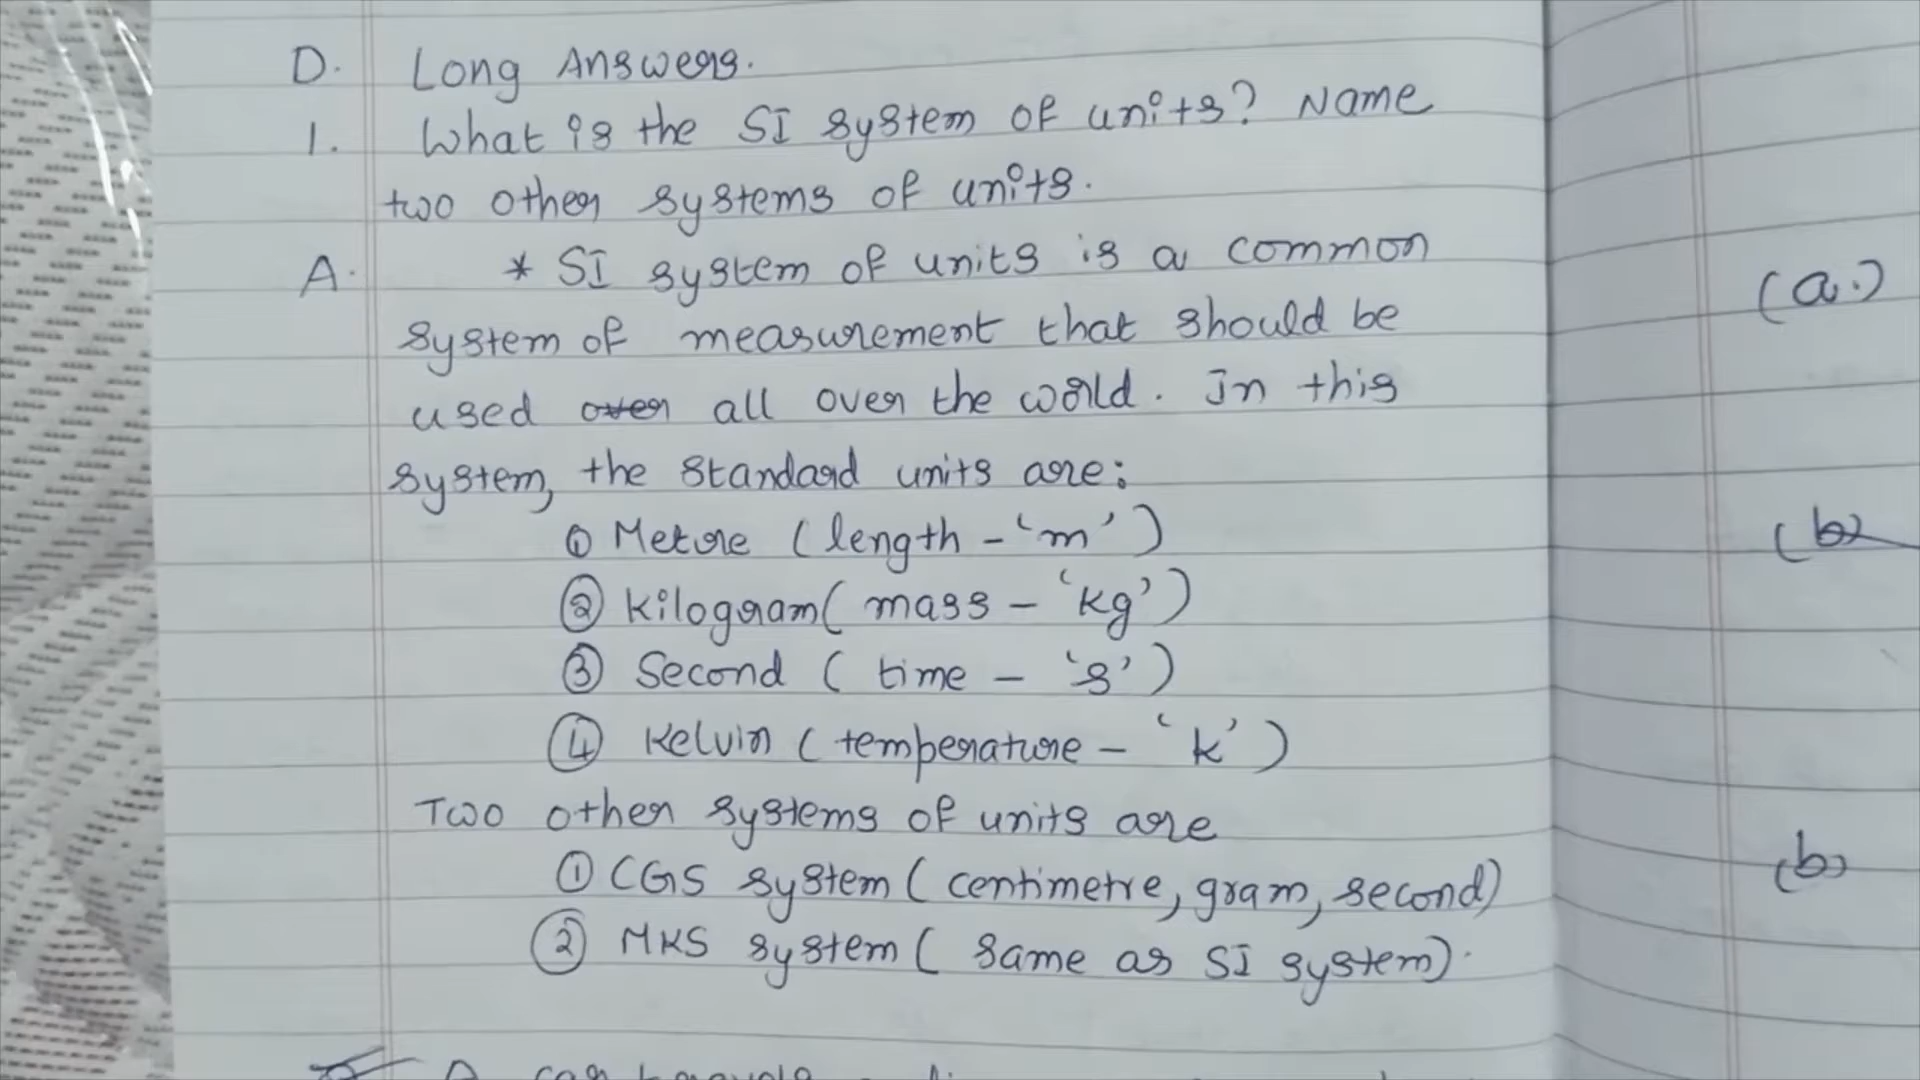 D. Long Answers.
1. What is the SI system of units? Name
two other systems of units.
A. * SI system of units is a common
system of measurement that should be
used over all over the world. In this
system, the standard units are:
① Metre (length - 'm')
② Kilogram( mass - 'kg')
③ Second ( time - 's')
④ Kelvin ( temperature - 'k')
Two other systems of units are
① CGS system ( centimetre, gram, second)
② MKS system ( same as SI system).
(a.)
(b)
(b)